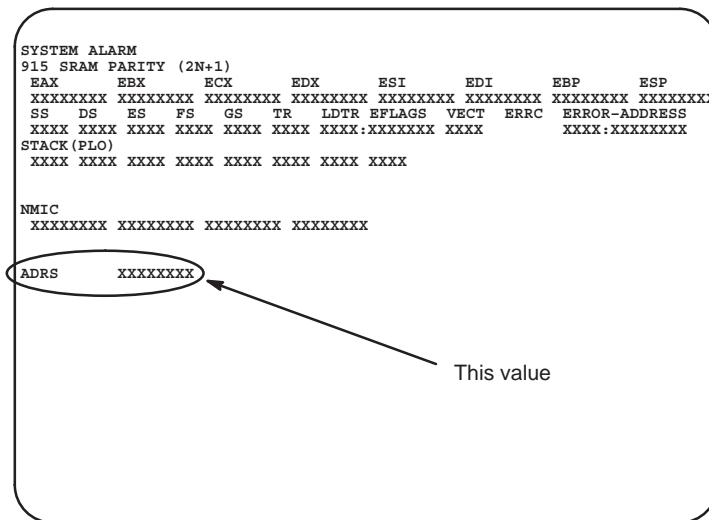 SYSTEM ALARM
915 SRAM PARITY (2N+1)
EAX EBX ECX EDX ESI EDI EBP ESP
XXXXXXXX XXXXXXXX XXXXXXXX XXXXXXXX XXXXXXXX XXXXXXXX XXXXXXXX XXXXXXXX
SS DS ES FS GS TR LDTR EFLAGS VECT ERRC ERROR-ADDRESS
XXXX XXXX XXXX XXXX XXXX XXXX XXXX:XXXXXXX XXXX XXXX:XXXXXXXX
STACK(PLO)
XXXX XXXX XXXX XXXX XXXX XXXX XXXX XXXX
NMIC
XXXXXXXX XXXXXXXX XXXXXXXX XXXXXXXX
ADRS XXXXXXXX
This value